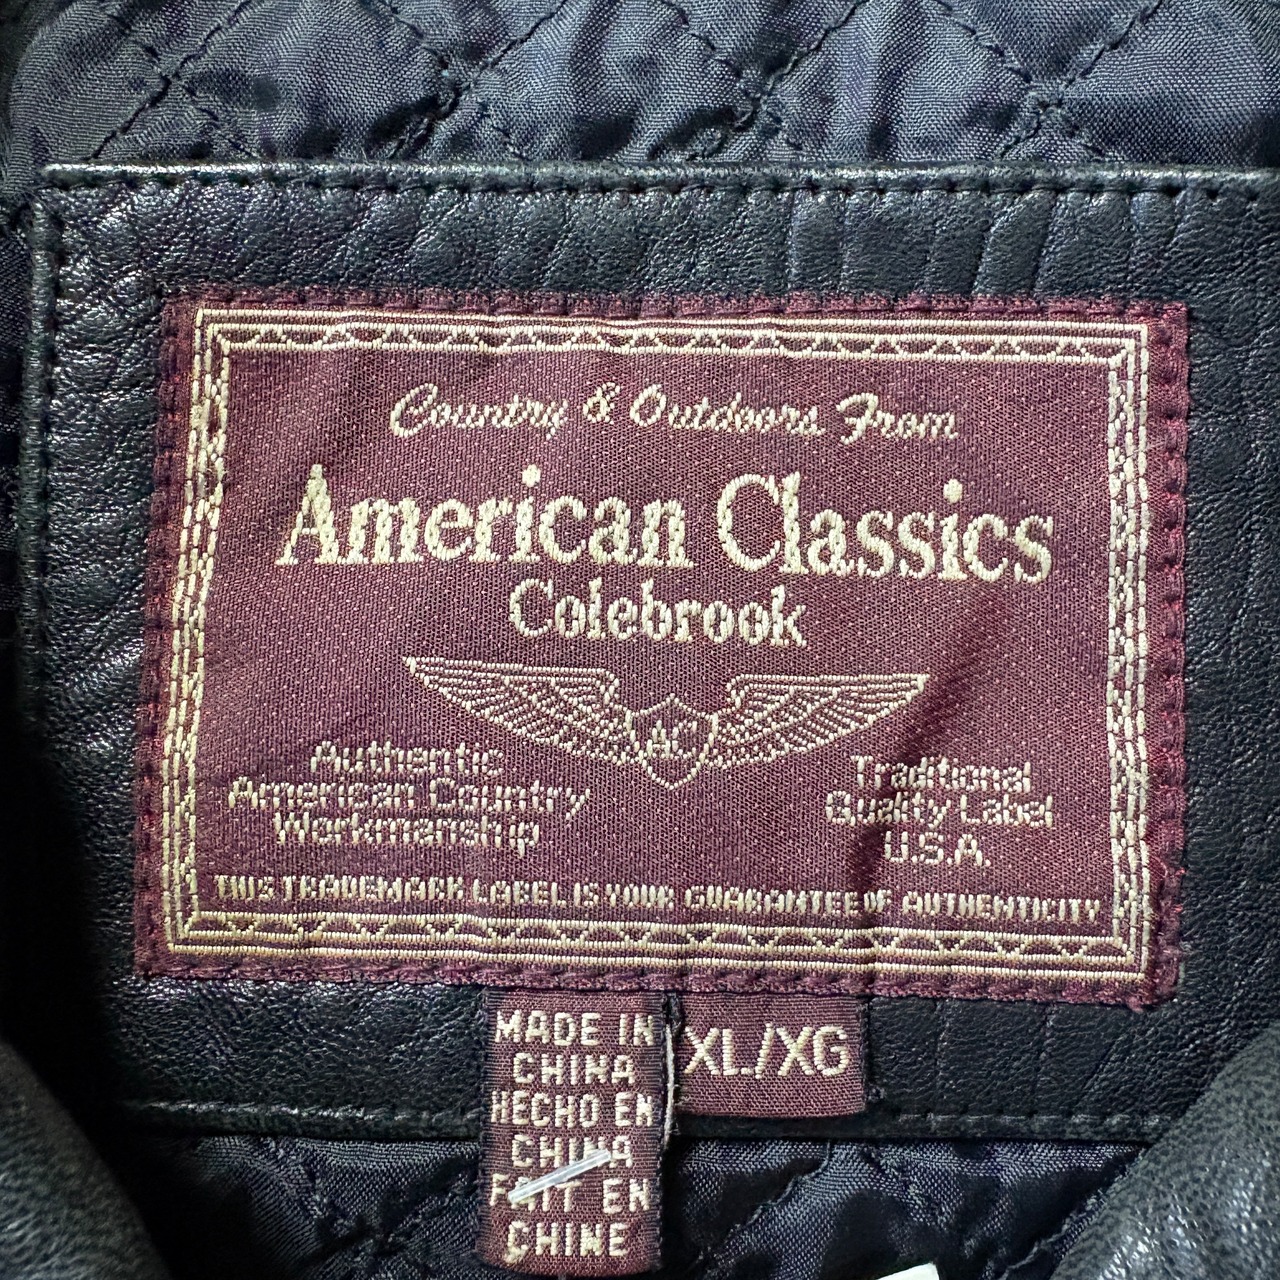 Country & Outdoors From
American Classics
Colebrook
AC
Authentic
American Country
Workmanship
Traditional
Quality Label
U.S.A.
THIS TRADEMARK LABEL IS YOUR GUARANTEE OF AUTHENTICITY
MADE IN
CHINA
HECHO EN
CHINA
FAIT EN
CHINE
XL/XG